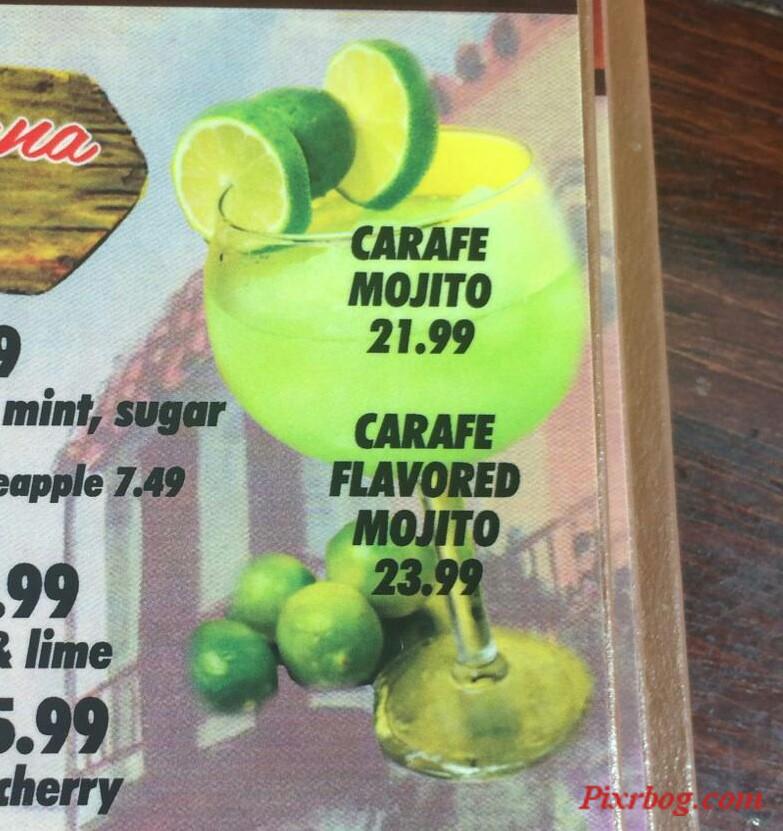 na
CARAFE
MOJITO
21.99
9
mint, sugar
eapple 7.49
CARAFE
FLAVORED
MOJITO
23.99
.99
& lime
5.99
cherry
Pixrbog.com